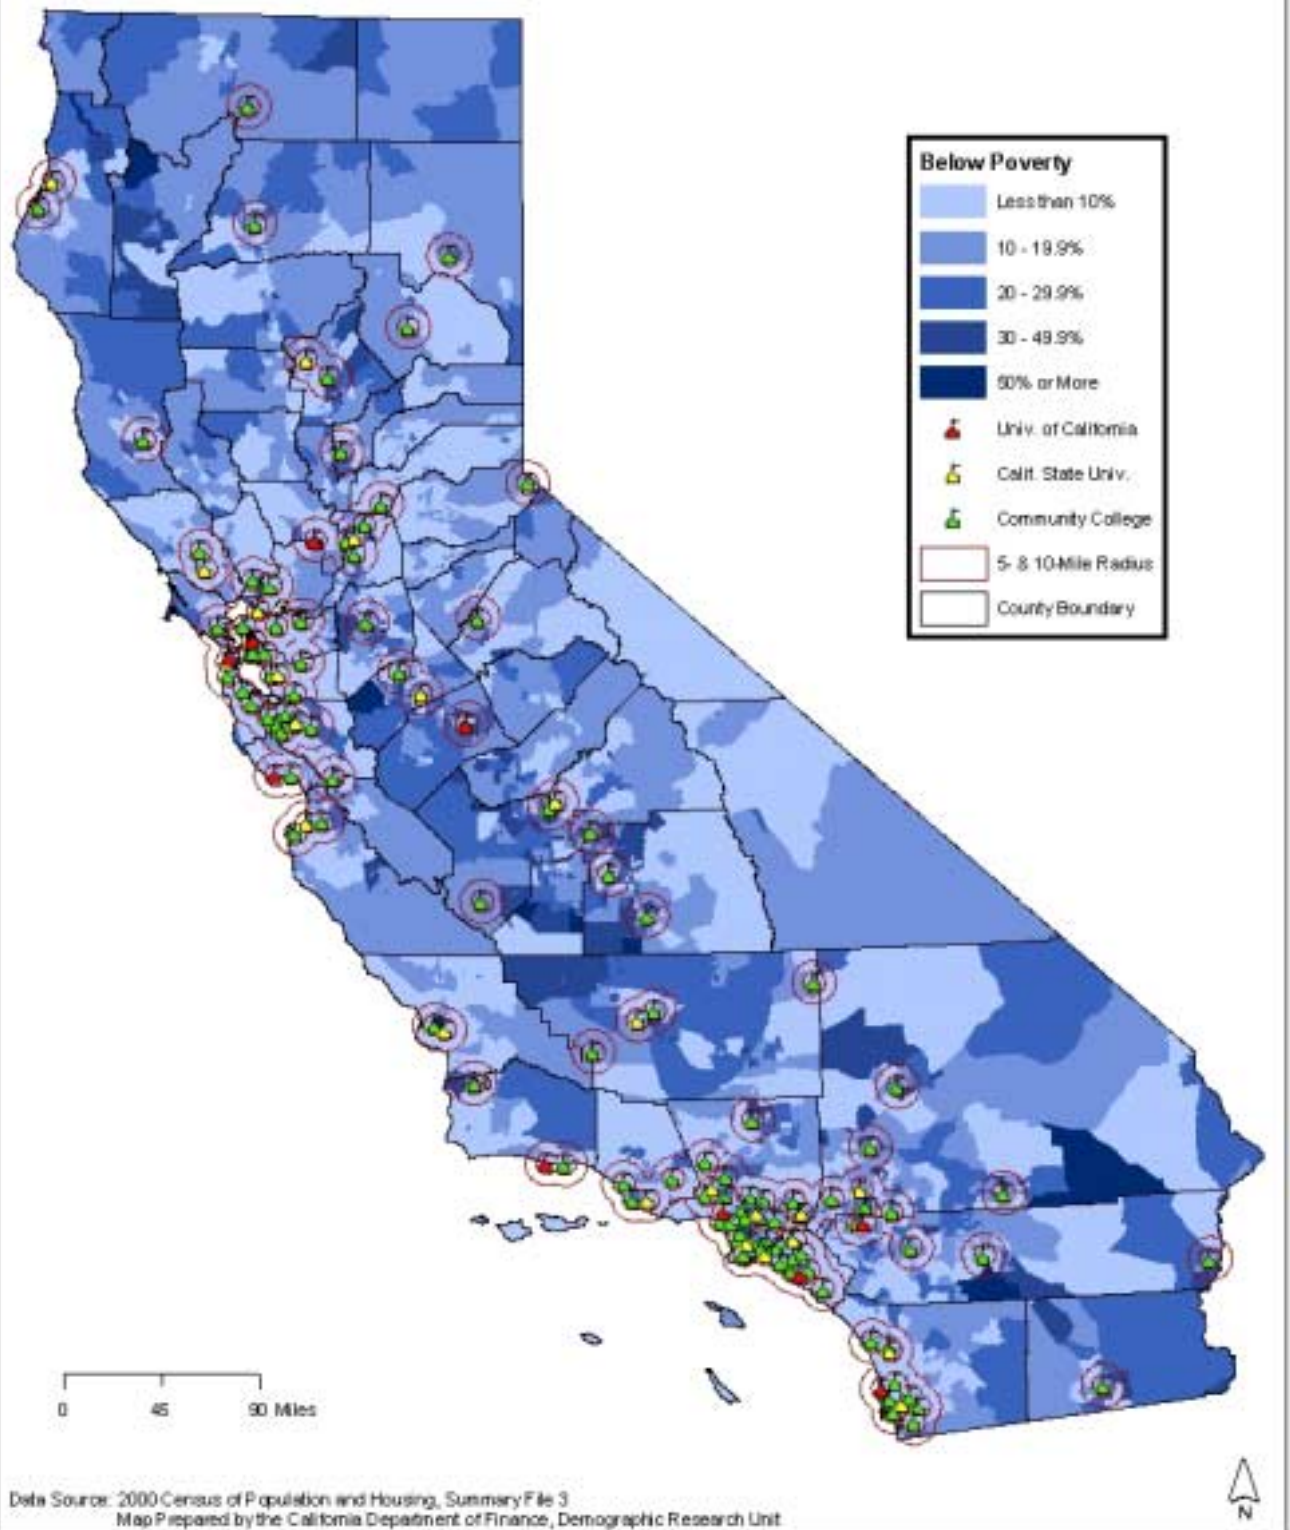 Below Poverty
Less than 10%
10 - 19.9%
20 - 29.9%
30 - 49.9%
50% or More
Univ. of California
Calif. State Univ.
Community College
5- & 10-Mile Radius
County Boundary
0 45 90 Miles
N
Data Source: 2000 Census of Population and Housing, Summary File 3
Map Prepared by the California Department of Finance, Demographic Research Unit